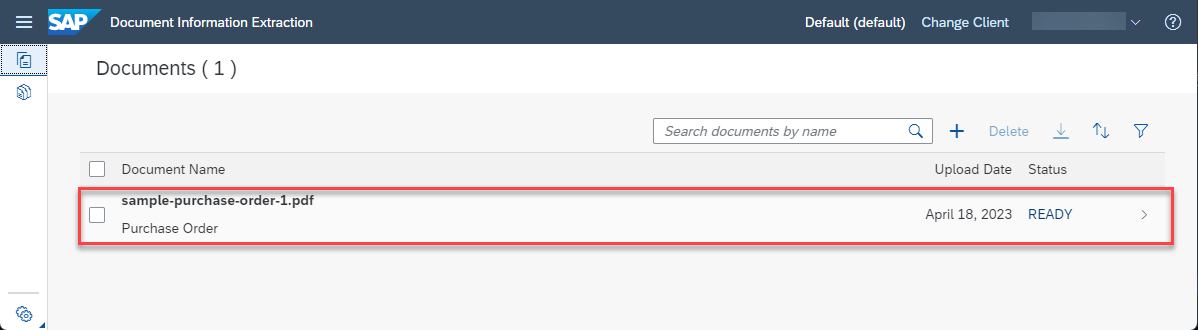 SAP Document Information Extraction Default (default) Change Client
Documents ( 1 )
Search documents by name Delete
Document Name Upload Date Status
sample-purchase-order-1.pdf
April 18, 2023 READY
Purchase Order